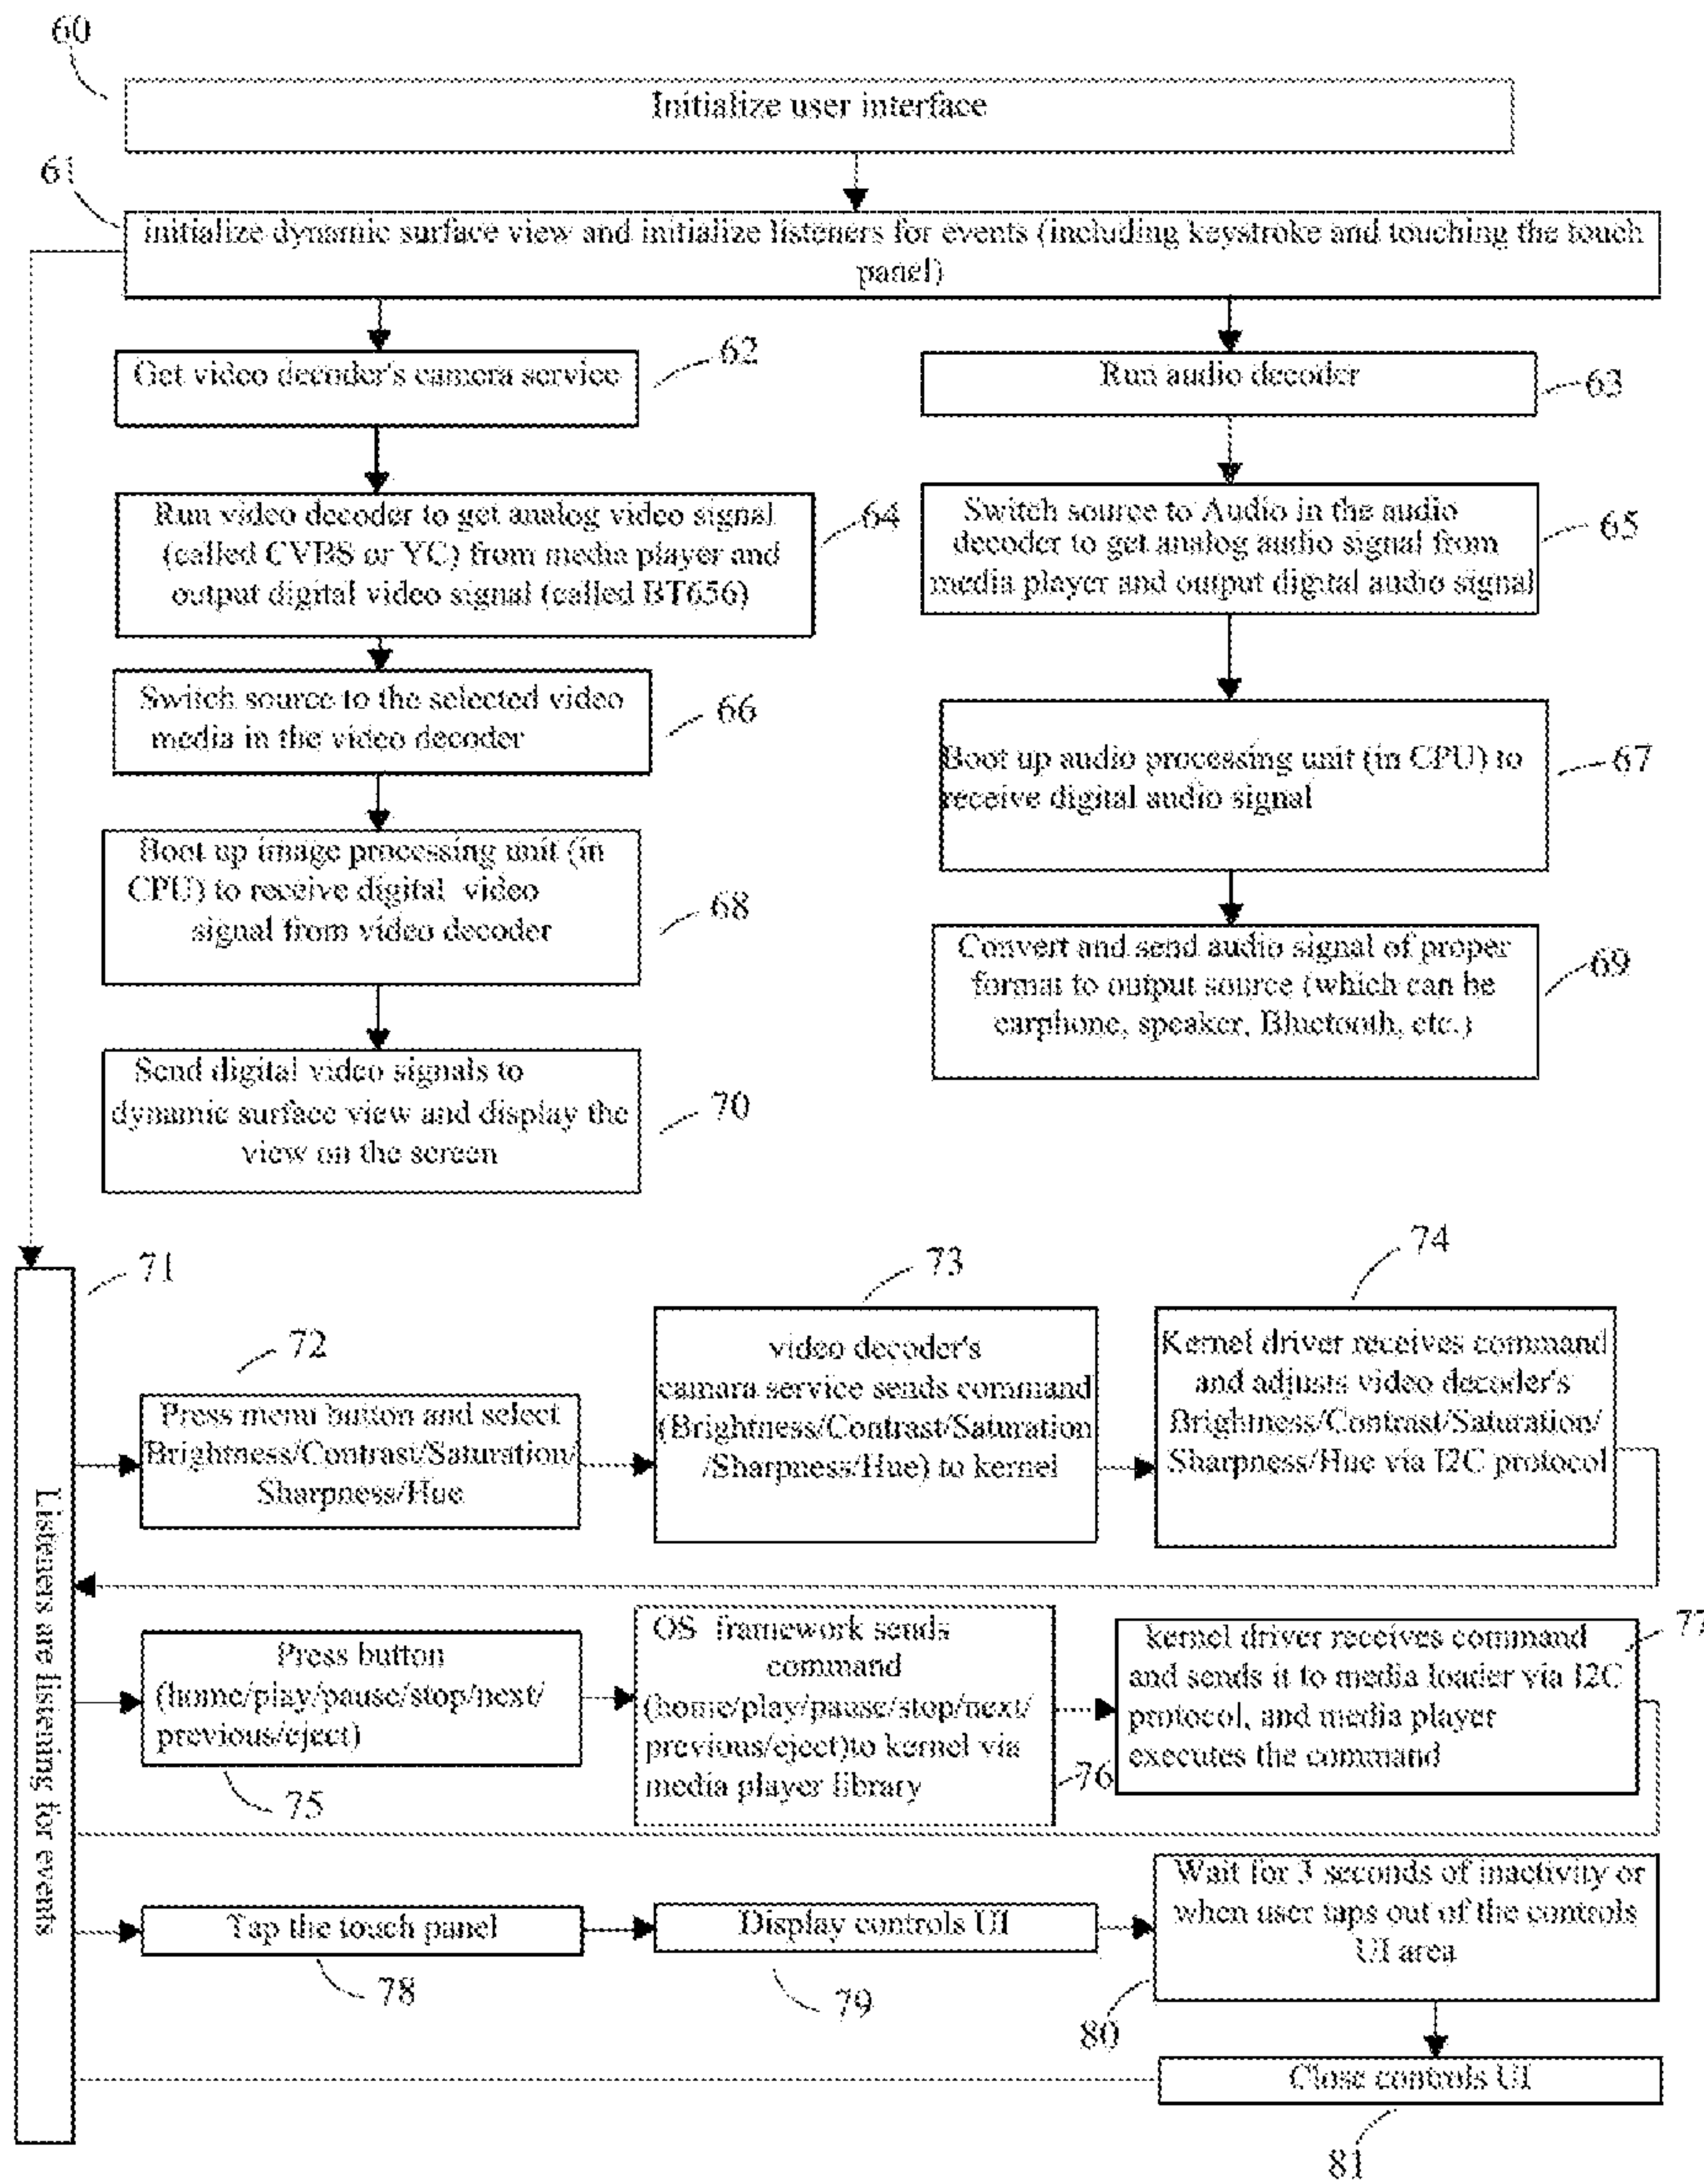 60
Initialize user interface
61
initialize dynamic surface view and initialize listeners for events (including keystroke and touching the touch
panel)
Get video decoder's camera service
62
Run audio decoder
63
Run video decoder to get analog video signal
(called CVBS or YC) from media player and
output digital video signal (called BT656)
64
Switch source to Audio in the audio
decoder to get analog audio signal from
media player and output digital audio signal
65
Switch source to the selected video
media in the video decoder
66
Boot up audio processing unit (in CPU) to
receive digital audio signal
67
Boot up image processing unit (in
CPU) to receive digital video
signal from video decoder
68
Convert and send audio signal of proper
format to output source (which can be
earphone, speaker, Bluetooth, etc.)
69
Send digital video signals to
dynamic surface view and display the
view on the screen
70
71
Listeners are listening for events
72
Press menu button and select
Brightness/Contrast/Saturation/
Sharpness/Hue
73
video decoder's
camara service sends command
(Brightness/Contrast/Saturation
/Sharpness/Hue) to kernel
74
Kernel driver receives command
and adjusts video decoder's
Brightness/Contrast/Saturation/
Sharpness/Hue via I2C protocol
Press button
(home/play/pause/stop/next/
previous/eject)
75
OS framework sends
command
(home/play/pause/stop/next/
previous/eject)to kernel via
media player library
76
kernel driver receives command
and sends it to media loader via I2C
protocol, and media player
executes the command
77
Tap the touch panel
78
Display controls UI
79
Wait for 3 seconds of inactivity or
when user taps out of the controls
UI area
80
Close controls UI
81